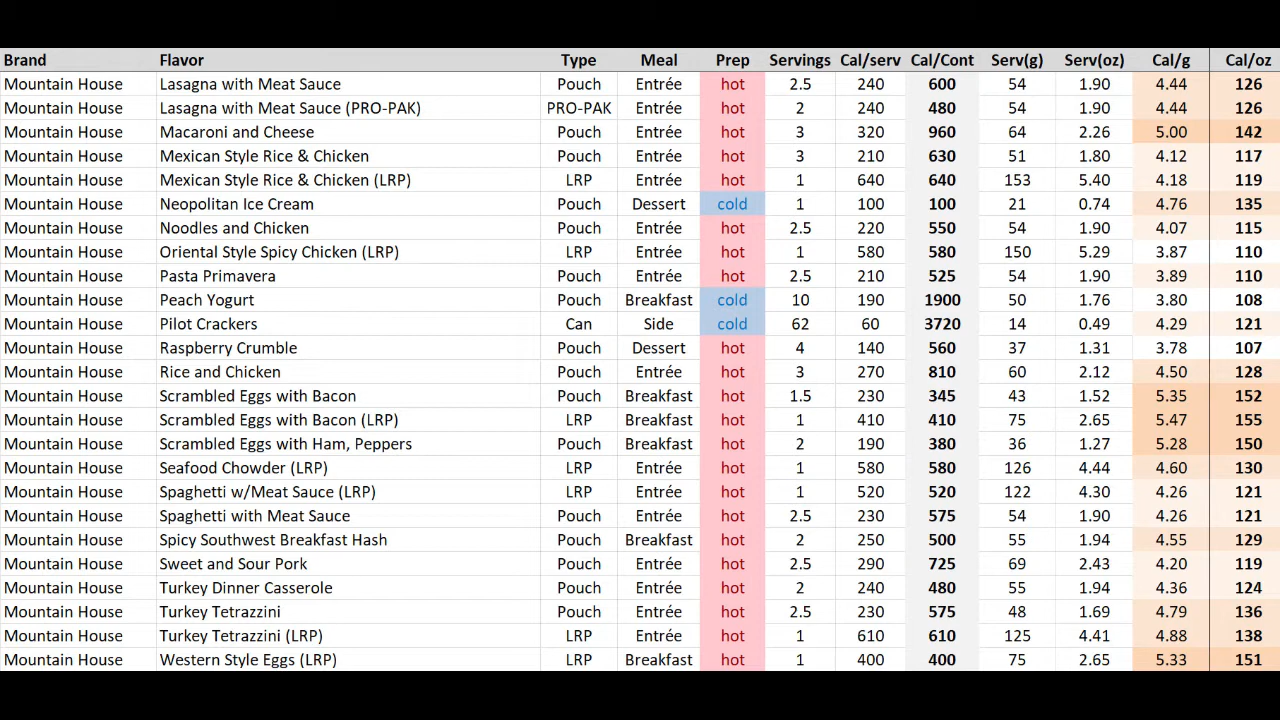 Brand Flavor Type Meal Prep Servings Cal/serv Cal/Cont Serv(g) Serv(oz) Cal/g Cal/oz
Mountain House Lasagna with Meat Sauce Pouch Entrée hot 2.5 240 600 54 1.90 4.44 126
Mountain House Lasagna with Meat Sauce (PRO-PAK) PRO-PAK Entrée hot 2 240 480 54 1.90 4.44 126
Mountain House Macaroni and Cheese Pouch Entrée hot 3 320 960 64 2.26 5.00 142
Mountain House Mexican Style Rice & Chicken Pouch Entrée hot 3 210 630 51 1.80 4.12 117
Mountain House Mexican Style Rice & Chicken (LRP) LRP Entrée hot 1 640 640 153 5.40 4.18 119
Mountain House Neopolitan Ice Cream Pouch Dessert cold 1 100 100 21 0.74 4.76 135
Mountain House Noodles and Chicken Pouch Entrée hot 2.5 220 550 54 1.90 4.07 115
Mountain House Oriental Style Spicy Chicken (LRP) LRP Entrée hot 1 580 580 150 5.29 3.87 110
Mountain House Pasta Primavera Pouch Entrée hot 2.5 210 525 54 1.90 3.89 110
Mountain House Peach Yogurt Pouch Breakfast cold 10 190 1900 50 1.76 3.80 108
Mountain House Pilot Crackers Can Side cold 62 60 3720 14 0.49 4.29 121
Mountain House Raspberry Crumble Pouch Dessert hot 4 140 560 37 1.31 3.78 107
Mountain House Rice and Chicken Pouch Entrée hot 3 270 810 60 2.12 4.50 128
Mountain House Scrambled Eggs with Bacon Pouch Breakfast hot 1.5 230 345 43 1.52 5.35 152
Mountain House Scrambled Eggs with Bacon (LRP) LRP Breakfast hot 1 410 410 75 2.65 5.47 155
Mountain House Scrambled Eggs with Ham, Peppers Pouch Breakfast hot 2 190 380 36 1.27 5.28 150
Mountain House Seafood Chowder (LRP) LRP Entrée hot 1 580 580 126 4.44 4.60 130
Mountain House Spaghetti w/Meat Sauce (LRP) LRP Entrée hot 1 520 520 122 4.30 4.26 121
Mountain House Spaghetti with Meat Sauce Pouch Entrée hot 2.5 230 575 54 1.90 4.26 121
Mountain House Spicy Southwest Breakfast Hash Pouch Breakfast hot 2 250 500 55 1.94 4.55 129
Mountain House Sweet and Sour Pork Pouch Entrée hot 2.5 290 725 69 2.43 4.20 119
Mountain House Turkey Dinner Casserole Pouch Entrée hot 2 240 480 55 1.94 4.36 124
Mountain House Turkey Tetrazzini Pouch Entrée hot 2.5 230 575 48 1.69 4.79 136
Mountain House Turkey Tetrazzini (LRP) LRP Entrée hot 1 610 610 125 4.41 4.88 138
Mountain House Western Style Eggs (LRP) LRP Breakfast hot 1 400 400 75 2.65 5.33 151